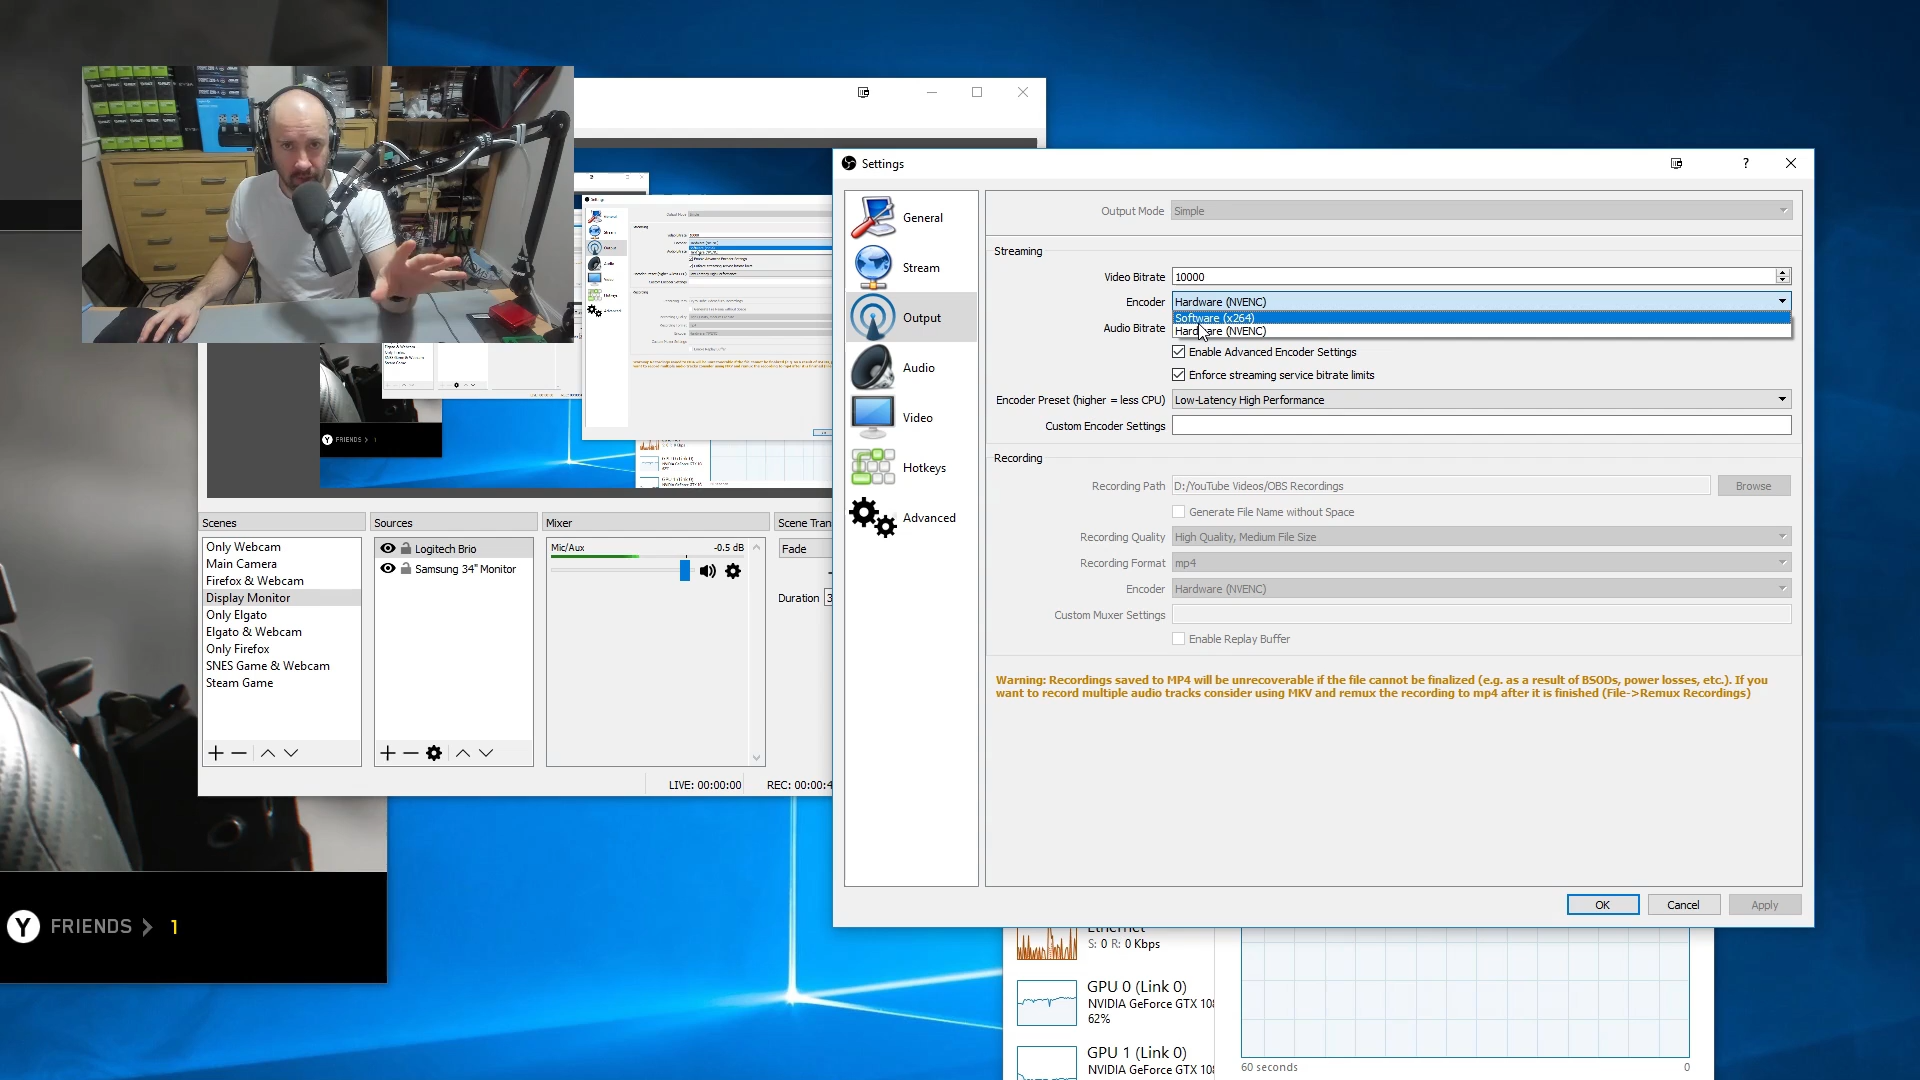 Settings
General
Stream
Output
Audio
Video
Hotkeys
Advanced
Output Mode Simple
Streaming
Video Bitrate 10000
Encoder Hardware (NVENC)
Software (x264)
Hardware (NVENC)
Audio Bitrate
Enable Advanced Encoder Settings
Enforce streaming service bitrate limits
Encoder Preset (higher = less CPU) Low-Latency High Performance
Custom Encoder Settings
Recording
Recording Path D:/YouTube Videos/OBS Recordings Browse
Generate File Name without Space
Recording Quality High Quality, Medium File Size
Recording Format mp4
Encoder Hardware (NVENC)
Custom Muxer Settings
Enable Replay Buffer
Warning: Recordings saved to MP4 will be unrecoverable if the file cannot be finalized (e.g. as a result of BSODs, power losses, etc.). If you
want to record multiple audio tracks consider using MKV and remux the recording to mp4 after it is finished (File->Remux Recordings)
OK Cancel Apply
Scenes
Only Webcam
Main Camera
Firefox & Webcam
Display Monitor
Only Elgato
Elgato & Webcam
Only Firefox
SNES Game & Webcam
Steam Game
Sources
Logitech Brio
Samsung 34" Monitor
Mixer
Mic/Aux -0.5 dB
Scene Tran
Fade
Duration 3
LIVE: 00:00:00 REC: 00:00:4
FRIENDS > 1
Y FRIENDS > 1
Ethernet
S: 0 R: 0 Kbps
GPU 0 (Link 0)
NVIDIA GeForce GTX 108
62%
GPU 1 (Link 0)
NVIDIA GeForce GTX 108
60 seconds 0